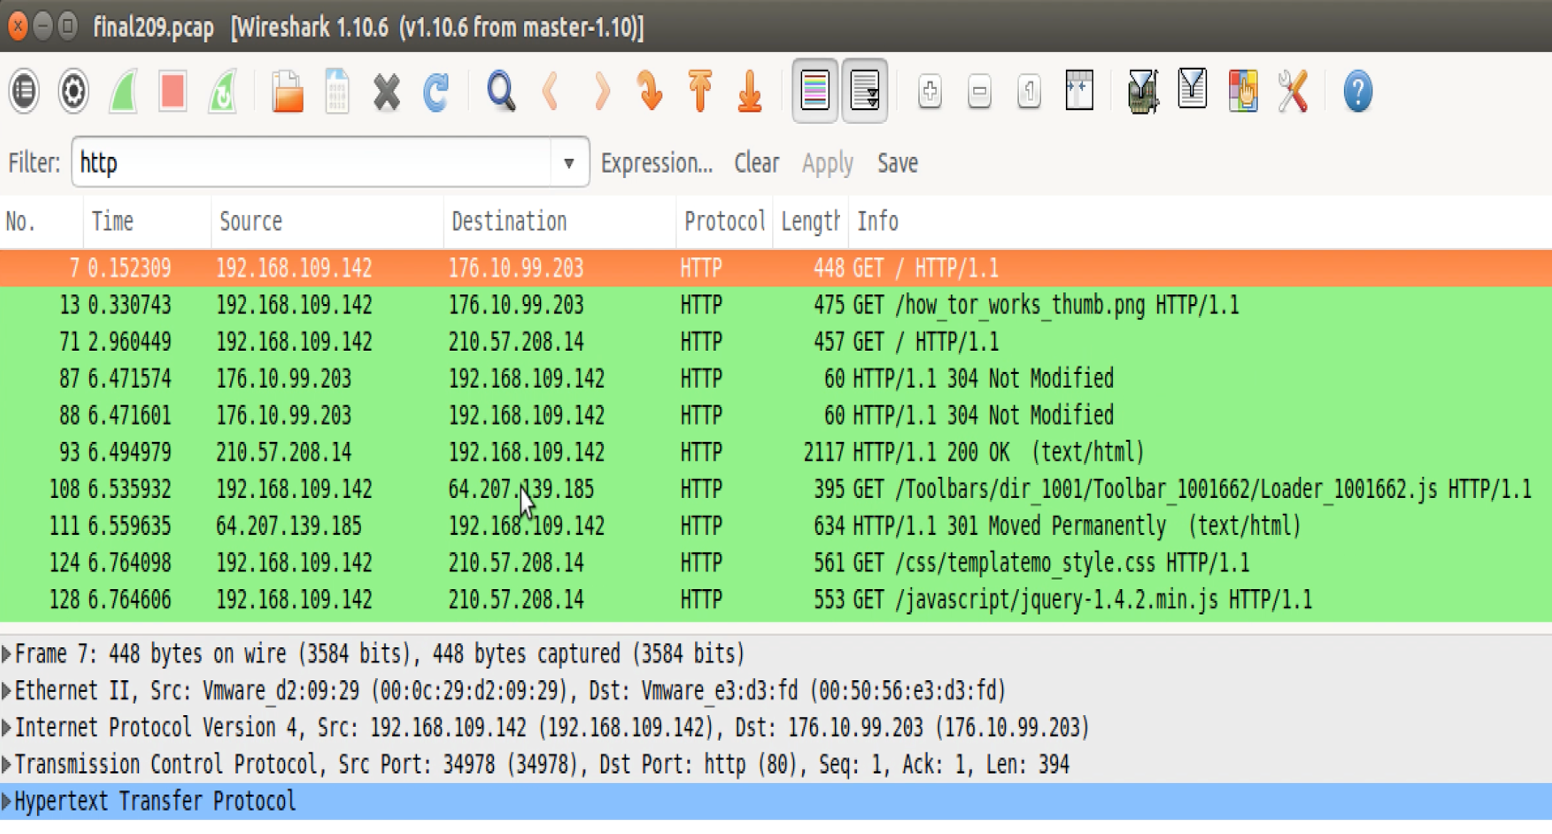 final209.pcap [Wireshark 1.10.6 (v1.10.6 from master-1.10)]
Filter: http Expression... Clear Apply Save
No. Time Source Destination Protocol Length Info
7 0.152309 192.168.109.142 176.10.99.203 HTTP 448 GET / HTTP/1.1
13 0.330743 192.168.109.142 176.10.99.203 HTTP 475 GET /how_tor_works_thumb.png HTTP/1.1
71 2.960449 192.168.109.142 210.57.208.14 HTTP 457 GET / HTTP/1.1
87 6.471574 176.10.99.203 192.168.109.142 HTTP 60 HTTP/1.1 304 Not Modified
88 6.471601 176.10.99.203 192.168.109.142 HTTP 60 HTTP/1.1 304 Not Modified
93 6.494979 210.57.208.14 192.168.109.142 HTTP 2117 HTTP/1.1 200 OK (text/html)
108 6.535932 192.168.109.142 64.207.139.185 HTTP 395 GET /Toolbars/dir_1001/Toolbar_1001662/Loader_1001662.js HTTP/1.1
111 6.559635 64.207.139.185 192.168.109.142 HTTP 634 HTTP/1.1 301 Moved Permanently (text/html)
124 6.764098 192.168.109.142 210.57.208.14 HTTP 561 GET /css/templatemo_style.css HTTP/1.1
128 6.764606 192.168.109.142 210.57.208.14 HTTP 553 GET /javascript/jquery-1.4.2.min.js HTTP/1.1
Frame 7: 448 bytes on wire (3584 bits), 448 bytes captured (3584 bits)
Ethernet II, Src: Vmware_d2:09:29 (00:0c:29:d2:09:29), Dst: Vmware_e3:d3:fd (00:50:56:e3:d3:fd)
Internet Protocol Version 4, Src: 192.168.109.142 (192.168.109.142), Dst: 176.10.99.203 (176.10.99.203)
Transmission Control Protocol, Src Port: 34978 (34978), Dst Port: http (80), Seq: 1, Ack: 1, Len: 394
Hypertext Transfer Protocol